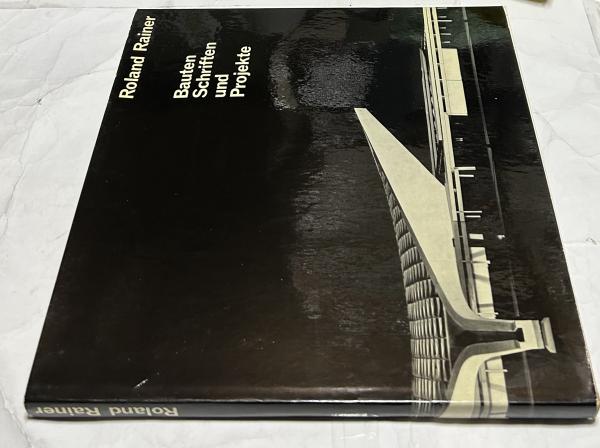 Roland Rainer
Bauten
Schriften
und
Projekte
Roland Rainer